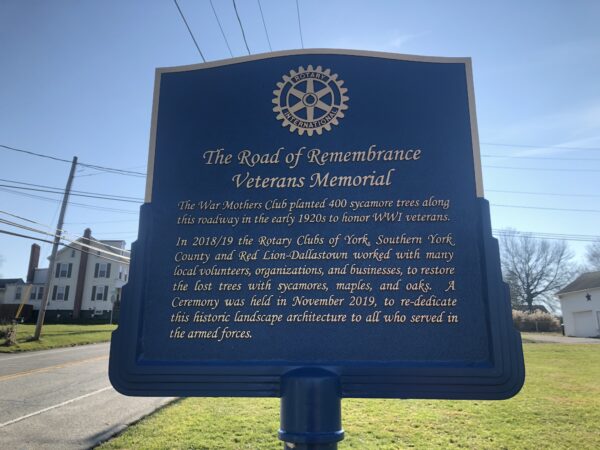 ROTARY
INTERNATIONAL
The Road of Remembrance
Veterans Memorial
The War Mothers Club planted 400 sycamore trees along
this roadway in the early 1920s to honor WWI veterans.
In 2018/19 the Rotary Clubs of York, Southern York
County and Red Lion-Dallastown worked with many
local volunteers, organizations, and businesses, to restore
the lost trees with sycamores, maples, and oaks. A
Ceremony was held in November 2019, to re-dedicate
this historic landscape architecture to all who served in
the armed forces.